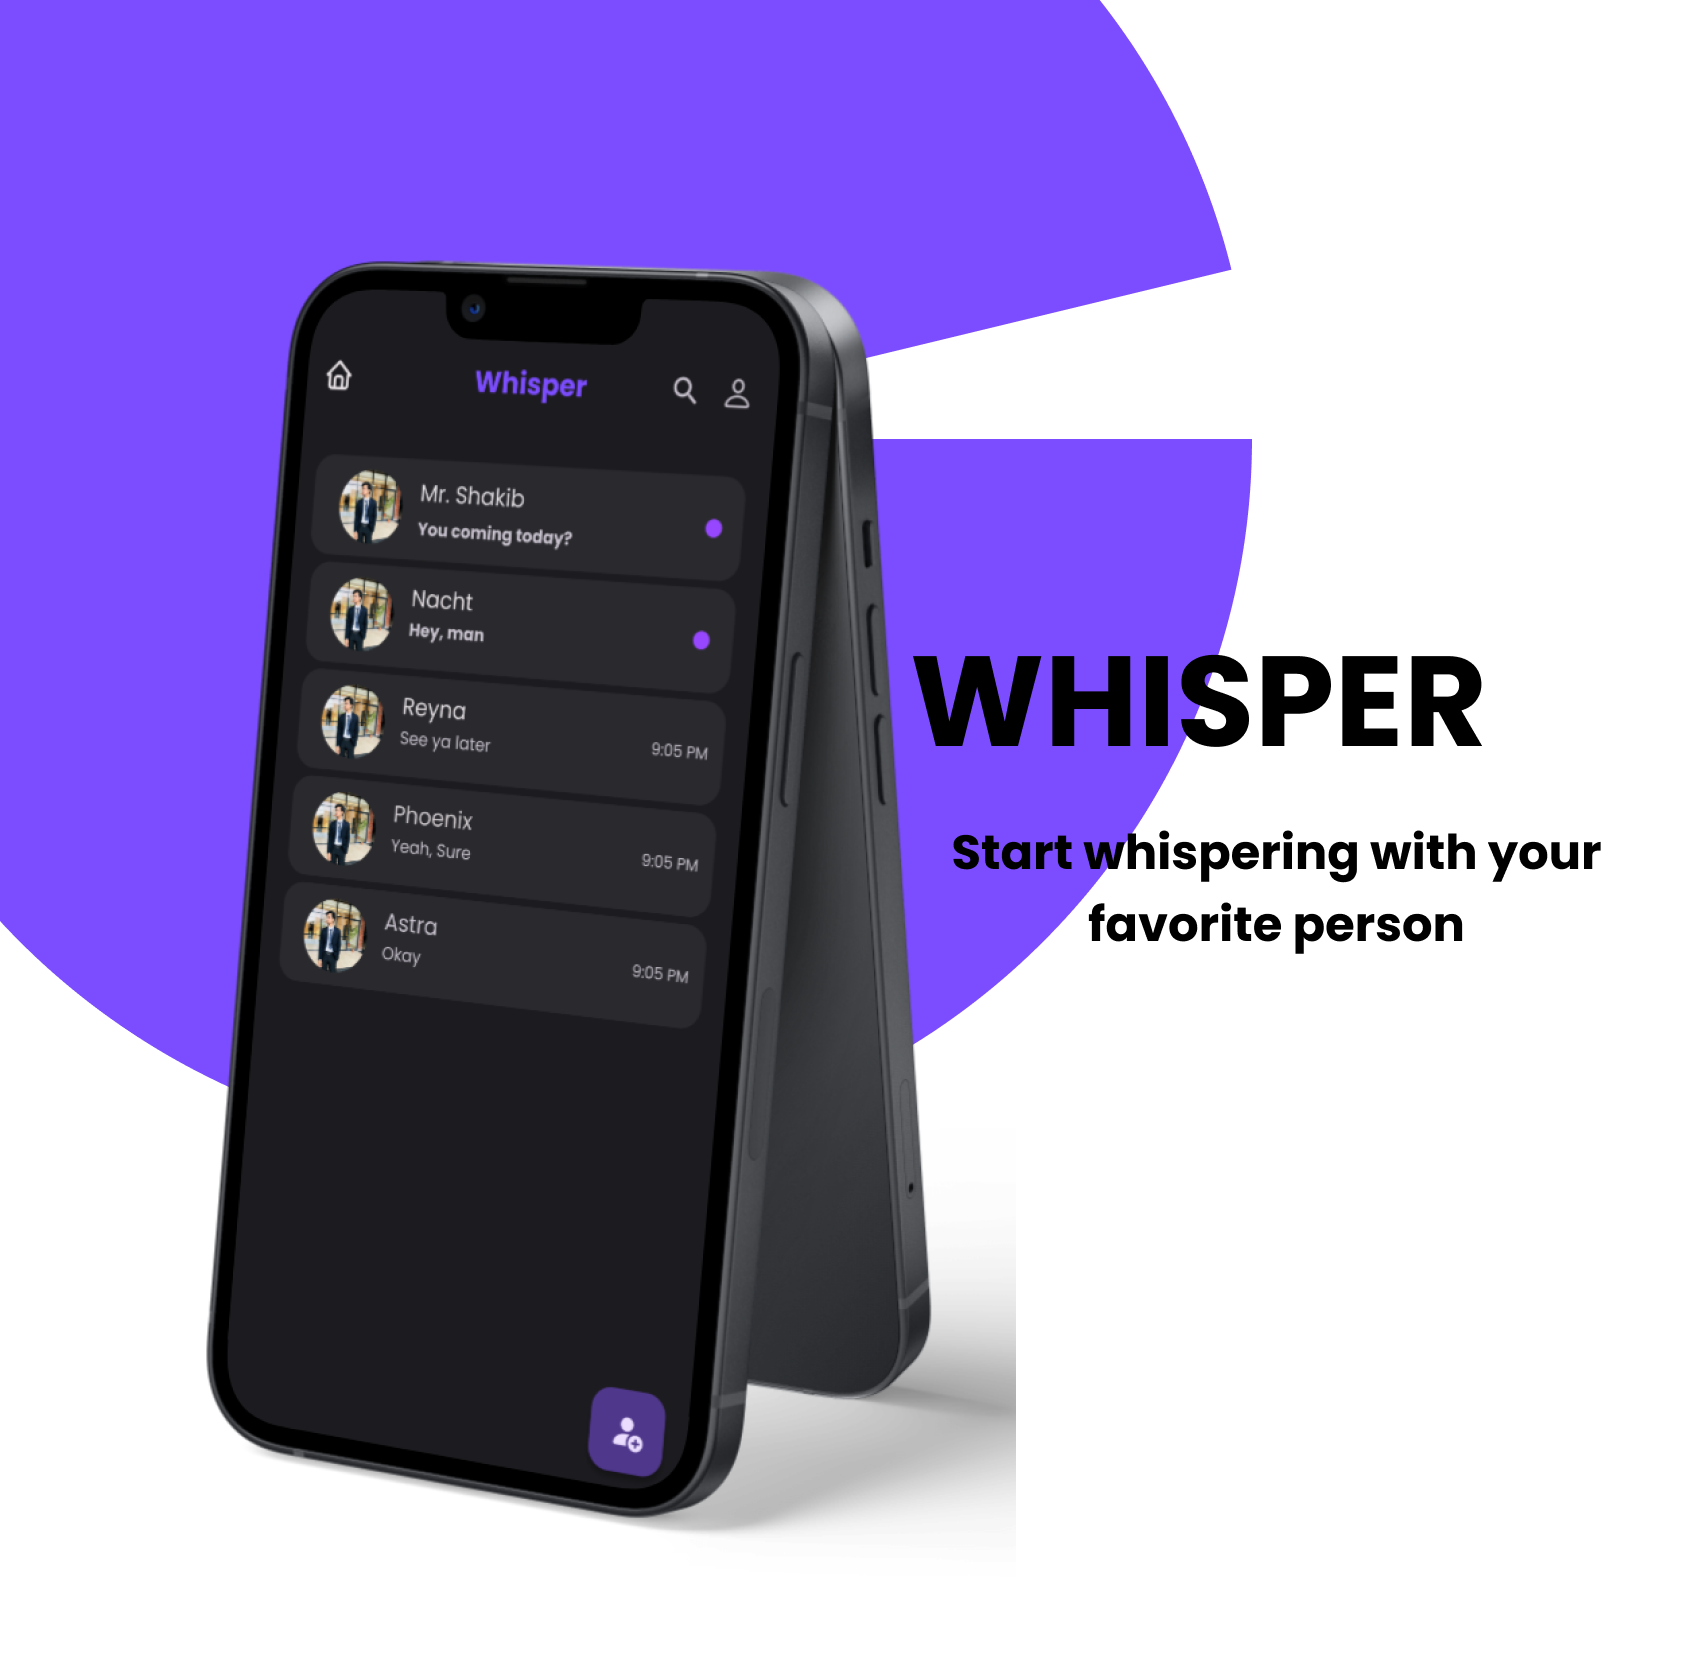 Whisper
Mr. Shakib
You coming today?
Nacht
Hey, man
Reyna
See ya later
9:05 PM
Phoenix
Yeah, Sure
9:05 PM
Astra
Okay
9:05 PM
WHISPER
Start whispering with your
favorite person